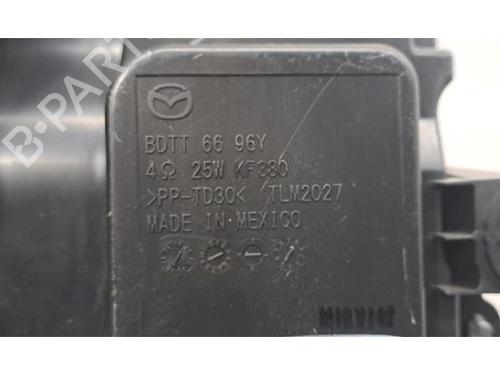 BDTT 66 96Y
4Ω 25W KF380
>PP-TD30< TLM2027
MADE IN MEXICO